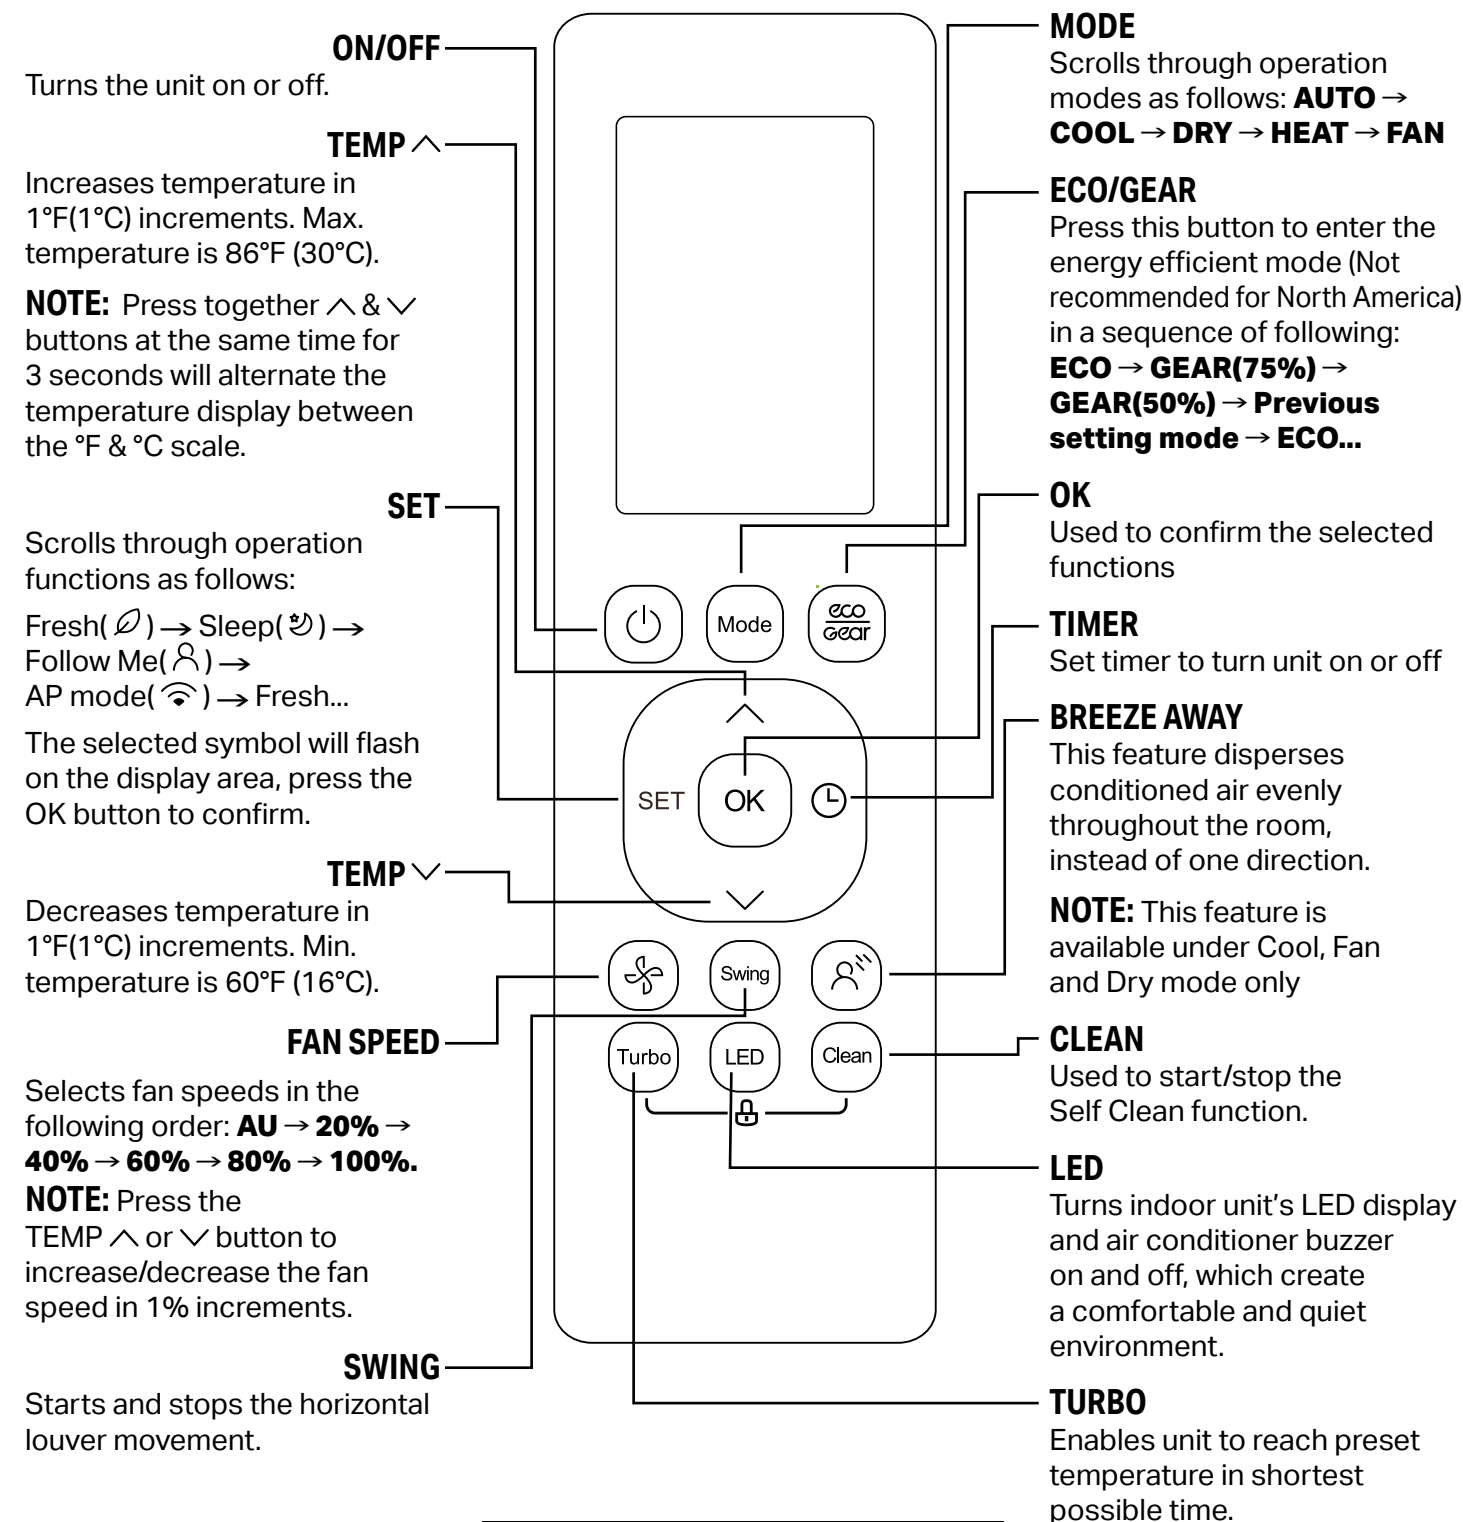 ON/OFF
Turns the unit on or off.
TEMP ∧
Increases temperature in
1°F(1°C) increments. Max.
temperature is 86°F (30°C).
NOTE: Press together ∧ & ∨
buttons at the same time for
3 seconds will alternate the
temperature display between
the °F & °C scale.
SET
Scrolls through operation
functions as follows:
Fresh( ) → Sleep( ) →
Follow Me( ) →
AP mode( ) → Fresh...
The selected symbol will flash
on the display area, press the
OK button to confirm.
TEMP ∨
Decreases temperature in
1°F(1°C) increments. Min.
temperature is 60°F (16°C).
FAN SPEED
Selects fan speeds in the
following order: AU → 20% →
40% → 60% → 80% → 100%.
NOTE: Press the
TEMP ∧ or ∨ button to
increase/decrease the fan
speed in 1% increments.
SWING
Starts and stops the horizontal
louver movement.
Mode
eco
Gear
SET
OK
Swing
Turbo
LED
Clean
MODE
Scrolls through operation
modes as follows: AUTO →
COOL → DRY → HEAT → FAN
ECO/GEAR
Press this button to enter the
energy efficient mode (Not
recommended for North America)
in a sequence of following:
ECO → GEAR(75%) →
GEAR(50%) → Previous
setting mode → ECO...
OK
Used to confirm the selected
functions
TIMER
Set timer to turn unit on or off
BREEZE AWAY
This feature disperses
conditioned air evenly
throughout the room,
instead of one direction.
NOTE: This feature is
available under Cool, Fan
and Dry mode only
CLEAN
Used to start/stop the
Self Clean function.
LED
Turns indoor unit's LED display
and air conditioner buzzer
on and off, which create
a comfortable and quiet
environment.
TURBO
Enables unit to reach preset
temperature in shortest
possible time.